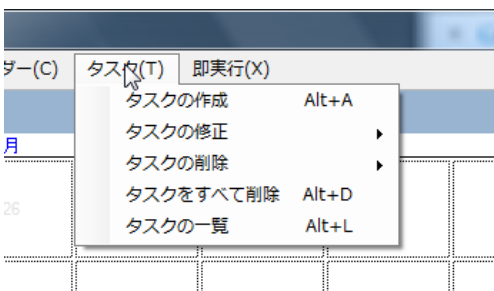 ダー(C) タスク(T) 即実行(X)
タスクの作成 Alt+A
タスクの修正
タスクの削除
タスクをすべて削除 Alt+D
タスクの一覧 Alt+L
月
26